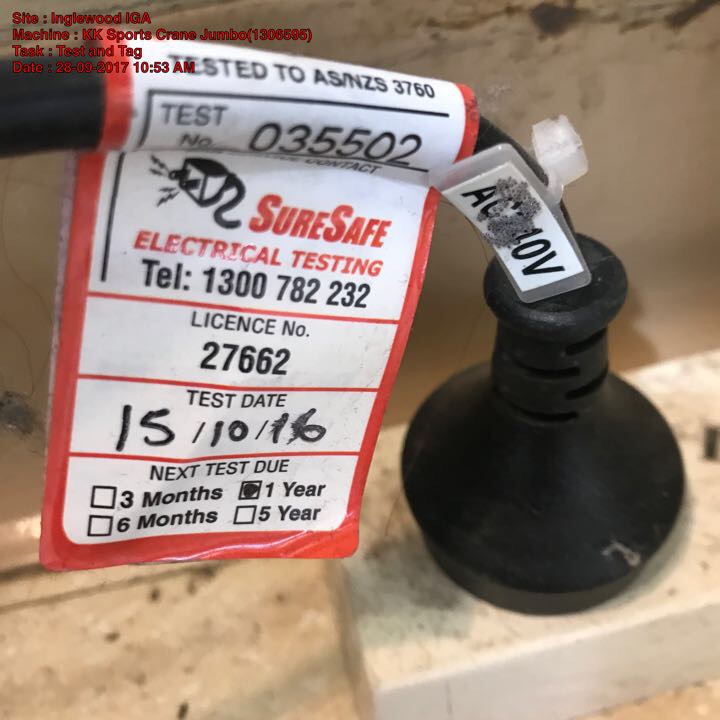 Site : Inglewood IGA
Machine : KK Sports Crane Jumbo(1306595)
Task : Test and Tag
Date : 28-09-2017 10:53 AM
TESTED TO AS/NZS 3760
TEST
No. 035502
CONTACT
SURESAFE
ELECTRICAL TESTING
Tel: 1300 782 232
LICENCE No.
27662
TEST DATE
15/10/16
NEXT TEST DUE
3 Months 1 Year
6 Months 5 Year